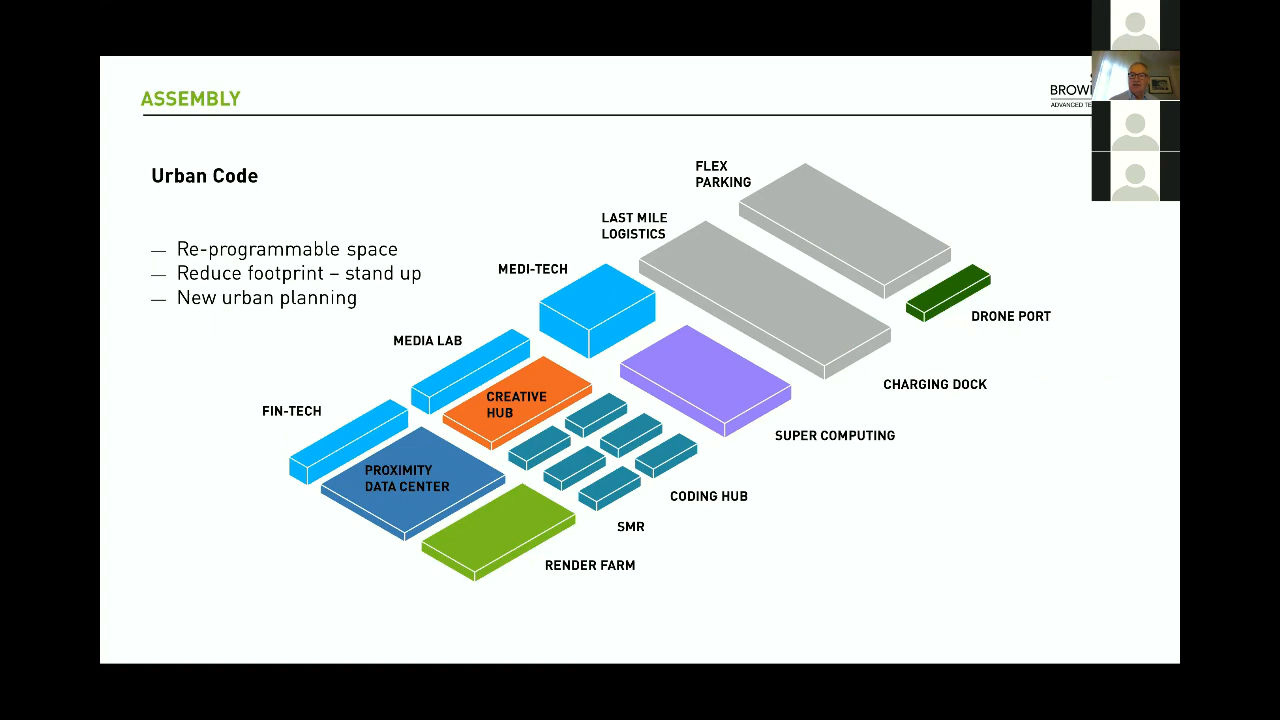 ASSEMBLY
Urban Code
— Re-programmable space
— Reduce footprint – stand up
— New urban planning
FLEX
PARKING
LAST MILE
LOGISTICS
MEDI-TECH
DRONE PORT
MEDIA LAB
CHARGING DOCK
CREATIVE
HUB
FIN-TECH
SUPER COMPUTING
PROXIMITY
DATA CENTER
CODING HUB
SMR
RENDER FARM